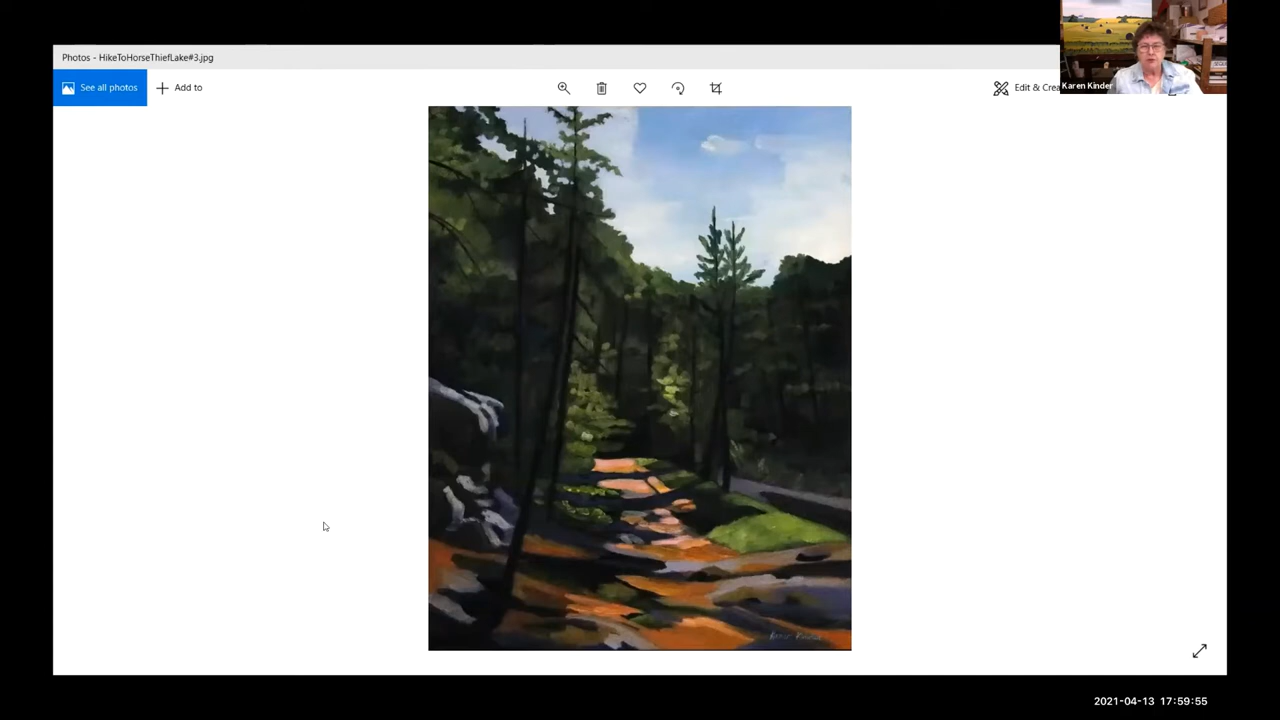 Photos - HikeToHorseThiefLake#3.jpg
See all photos
Add to
Edit & Crea
Karen Kinder
2021-04-13 17:59:55